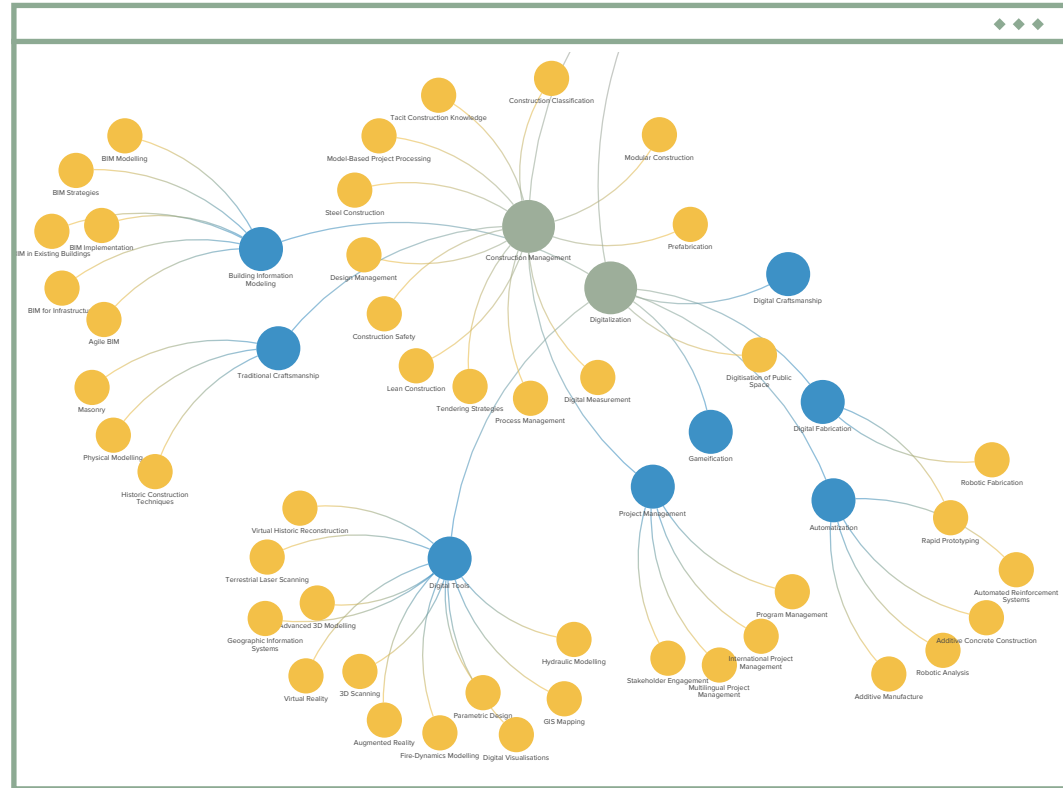 Construction Classification
Tacit Construction Knowledge
BIM Modelling
Model-Based Project Processing
Modular Construction
BIM Strategies
Steel Construction
BIM Implementation
IM in Existing Buildings
Prefabrication
Construction Management
Building Information
Modeling
Design Management
Digital Craftsmanship
BIM for Infrastructu
Digitalization
Agile BIM
Construction Safety
Traditional Craftsmanship
Digitisation of Public
Space
Lean Construction
Digital Measurement
Masonry
Tendering Strategies
Process Management
Digital Fabrication
Physical Modelling
Gameification
Historic Construction
Techniques
Robotic Fabrication
Project Management
Virtual Historic Reconstruction
Automatization
Rapid Prototyping
Terrestrial Laser Scanning
Digital Tools
Automated Reinforcement
Systems
Program Management
Advanced 3D Modelling
Geographic Information
Systems
Additive Concrete Construction
Hydraulic Modelling
International Project
Management
Robotic Analysis
Stakeholder Engagement
Multilingual Project
Management
3D Scanning
Virtual Reality
Additive Manufacture
Parametric Design
GIS Mapping
Augmented Reality
Fire-Dynamics Modelling
Digital Visualisations